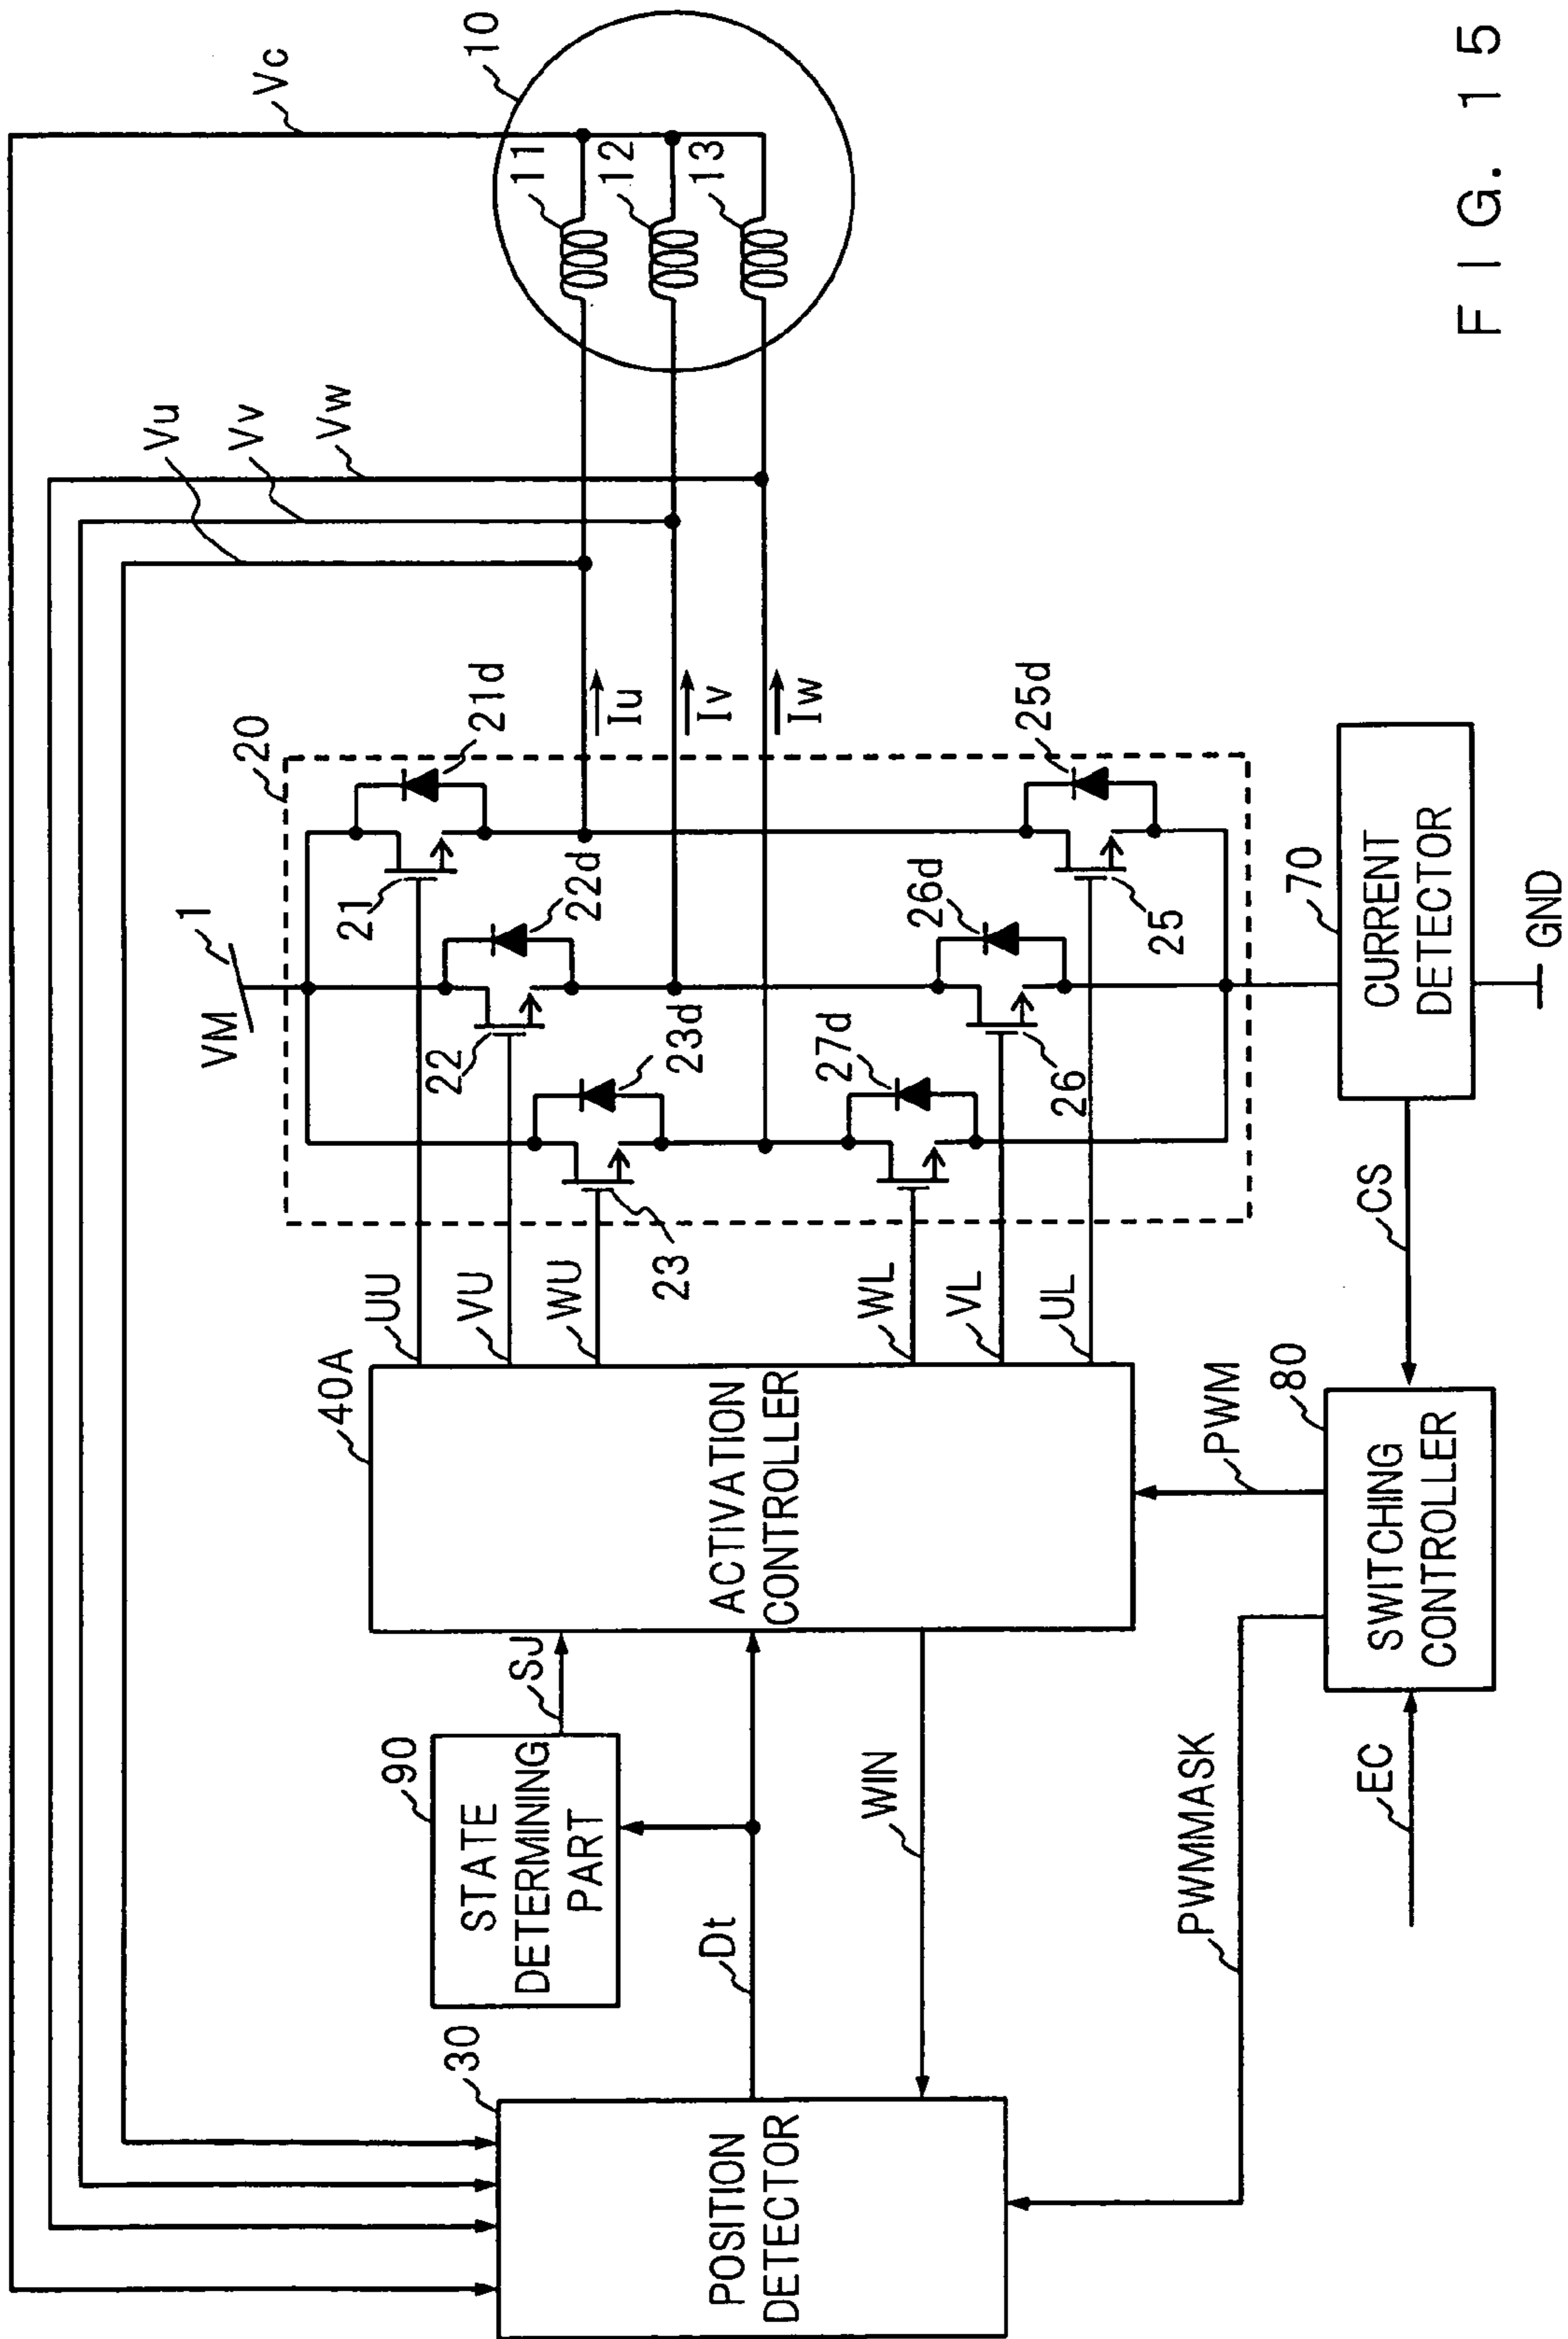 Vc
10
11
12
13
Vu
Vv
Vw
20
1
VM
21d
21
22d
22
23d
23
Iu
Iv
Iw
25d
25
26d
26
27d
70
CURRENT
DETECTOR
GND
CS
40A
ACTIVATION
CONTROLLER
UU
VU
WU
WL
VL
UL
PWM
80
SWITCHING
CONTROLLER
EC
PWMMASK
90
STATE
DETERMINING
PART
SJ
Dt
WIN
30
POSITION
DETECTOR
FIG. 15